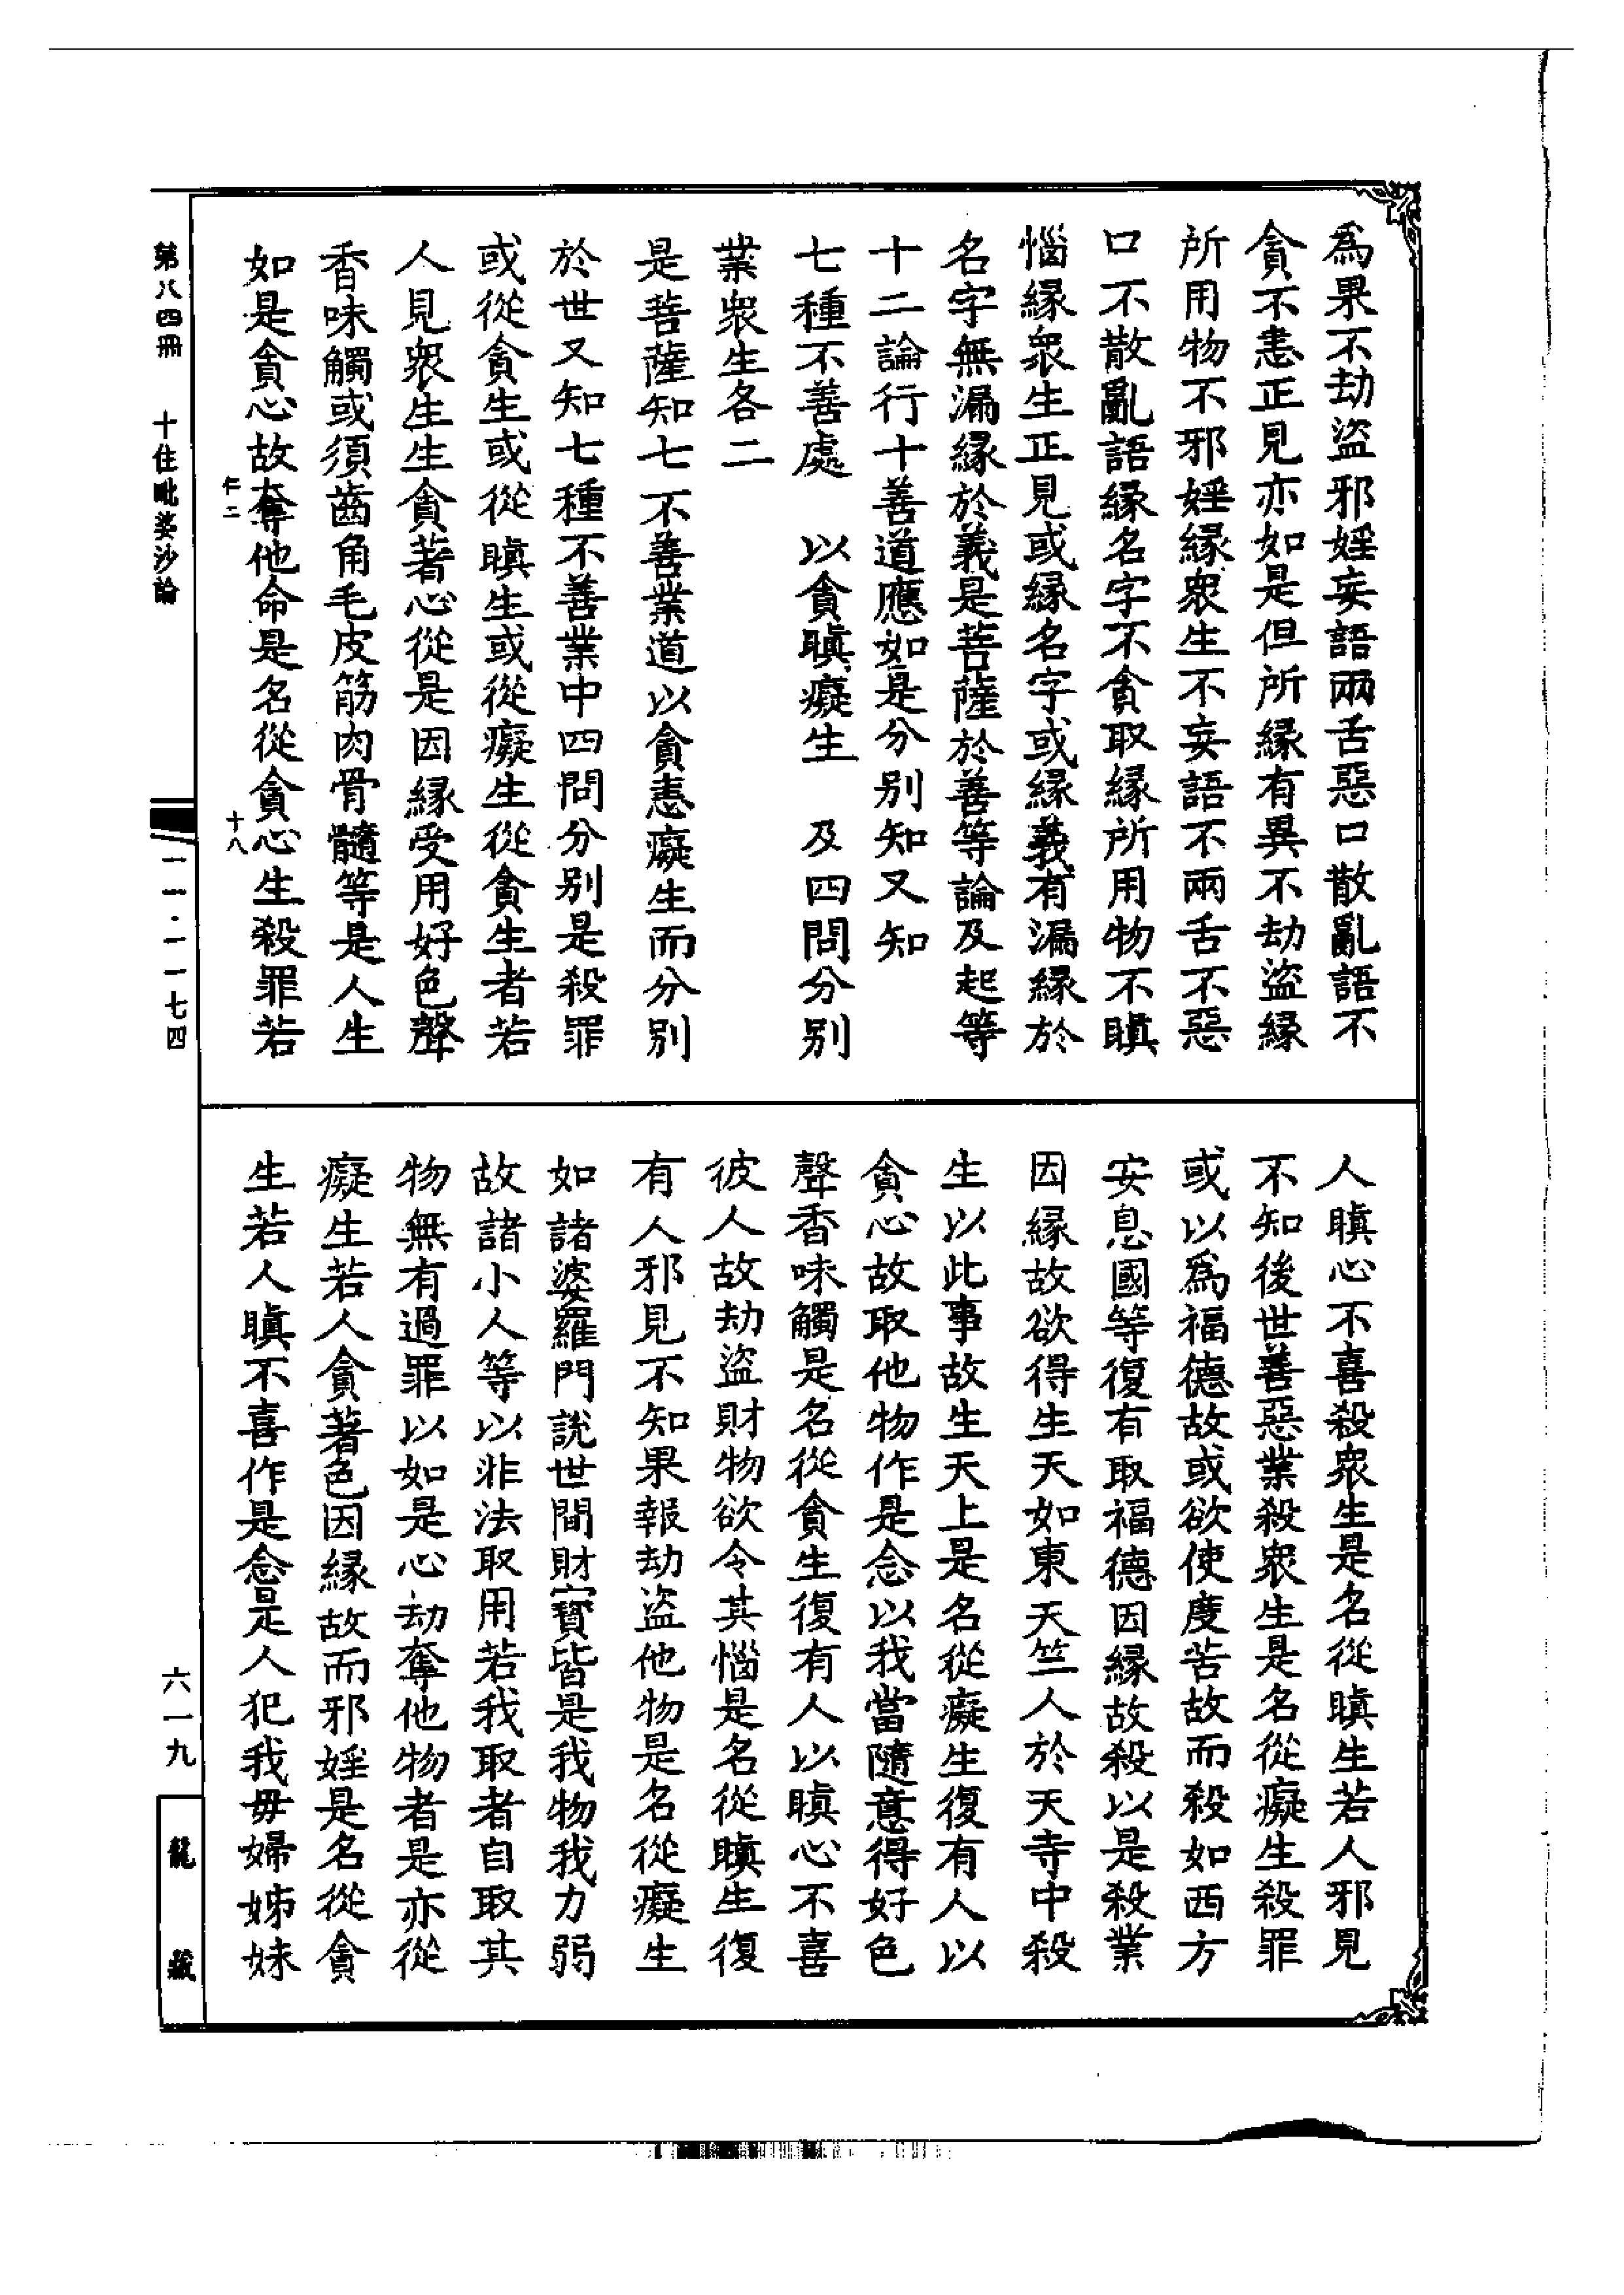 為果不劫盜邪婬妄語兩舌惡口散亂語不
貪不恚正見亦如是但所緣有異不劫盜緣
所用物不邪婬緣衆生不妄語不兩舌不惡
口不散亂語緣名字不貪取緣所用物不瞋
惱緣衆生正見或緣名字或緣義有漏緣於
名字無漏緣於義是菩薩於善等論及起等
十二論行十善道應如是分别知又知
七種不善處　以貪瞋癡生　及四問分别
業衆生各二
是菩薩知七不善業道以貪恚癡生而分别
於世又知七種不善業中四問分别是殺罪
或從貪生或從瞋生或從癡生從貪生者若
人見衆生生貪著心從是因緣受用好色聲
香味觸或須齒角毛皮筋肉骨髓等是人生
如是貪心故奪他命是名從貪心生殺罪若
仁二　十八
人瞋心不喜殺衆生是名從瞋生若人邪見
不知後世善惡業殺衆生是名從癡生殺罪
或以為福德故或欲使度苦故而殺如西方
安息國等復有取福德因緣故殺以是殺業
因緣故欲得生天如東天竺人於天寺中殺
生以此事故生天上是名從癡生復有人以
貪心故取他物作是念以我當隨意得好色
聲香味觸是名從貪生復有人以瞋心不喜
彼人故劫盜財物欲令其惱是名從瞋生復
有人邪見不知果報劫盜他物是名從癡生
如諸婆羅門說世間財寶皆是我物我力弱
故諸小人等以非法取用若我取者自取其
物無有過罪以如是心劫奪他物者是亦從
癡生若人貪著色因緣故而邪婬是名從貪
生若人瞋不喜作是念是人犯我毋婦姊妹
第八四冊　十住毗婆沙論
一一·一一七四
六一九
龍藏